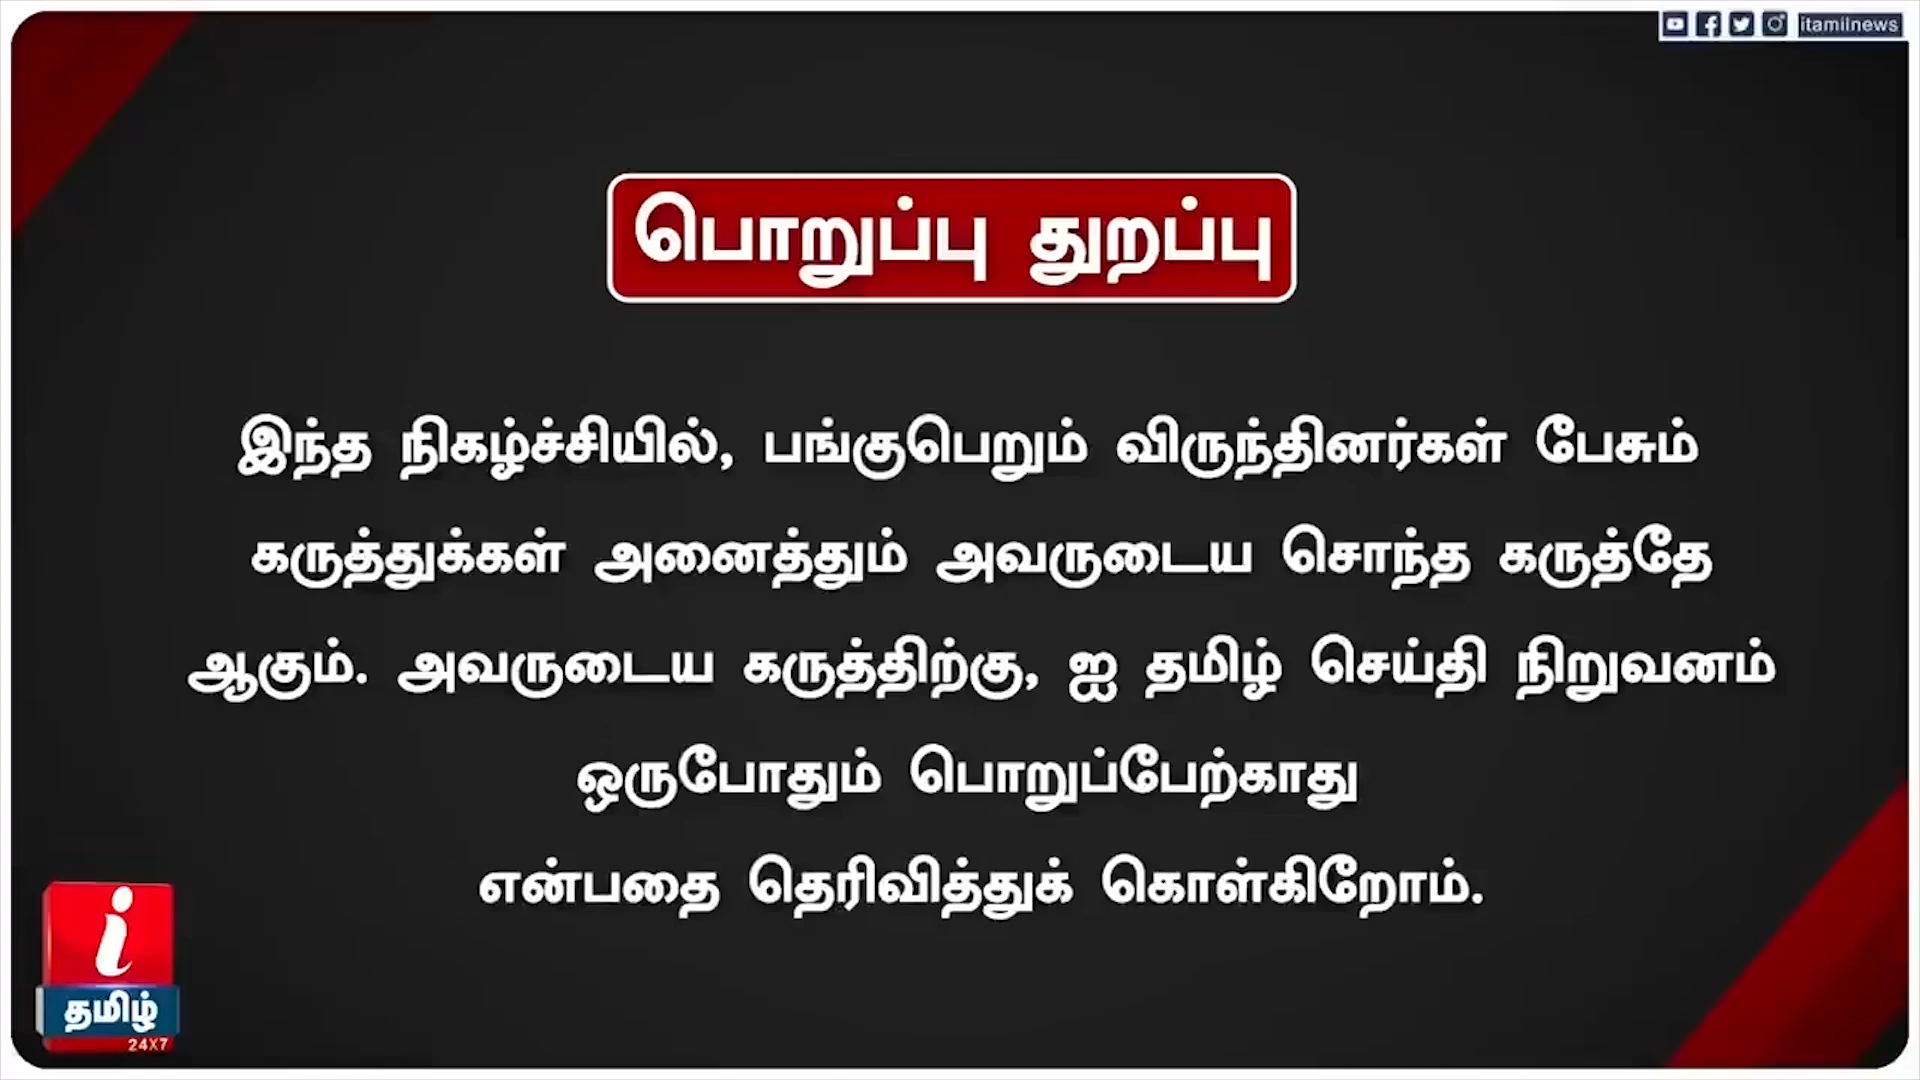 itamilnews
பொறுப்பு துறப்பு
இந்த நிகழ்ச்சியில், பங்குபெறும் விருந்தினர்கள் பேசும்
கருத்துக்கள் அனைத்தும் அவருடைய சொந்த கருத்தே
ஆகும். அவருடைய கருத்திற்கு, ஐ தமிழ் செய்தி நிறுவனம்
ஒருபோதும் பொறுப்பேற்காது
என்பதை தெரிவித்துக் கொள்கிறோம்.
i
தமிழ்
24X7